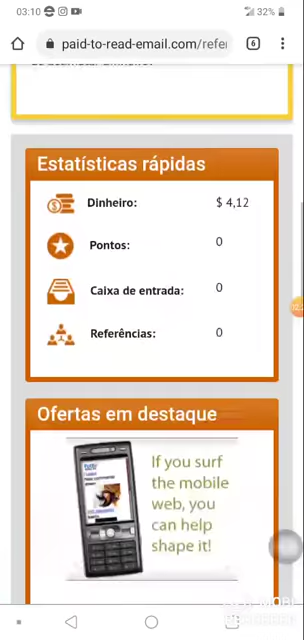 03:10
32%
paid-to-read-email.com/refer
6
Estatísticas rápidas
Dinheiro: $ 4,12
Pontos: 0
Caixa de entrada: 0
Referências: 0
Ofertas em destaque
If you surf
the mobile
web, you
can help
shape it!